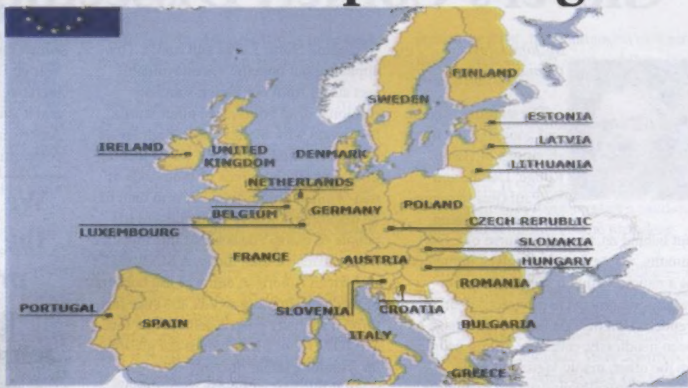 FINLAND
SWEDEN
ESTONIA
IRELAND
UNITED
KINGDOM
DENMARK
LATVIA
LITHUANIA
NETHERLANDS
BELGIUM
GERMANY
POLAND
LUXEMBOURG
CZECH REPUBLIC
SLOVAKIA
FRANCE
AUSTRIA
HUNGARY
ROMANIA
PORTUGAL
SPAIN
SLOVENIA
CROATIA
ITALY
BULGARIA
GREECE